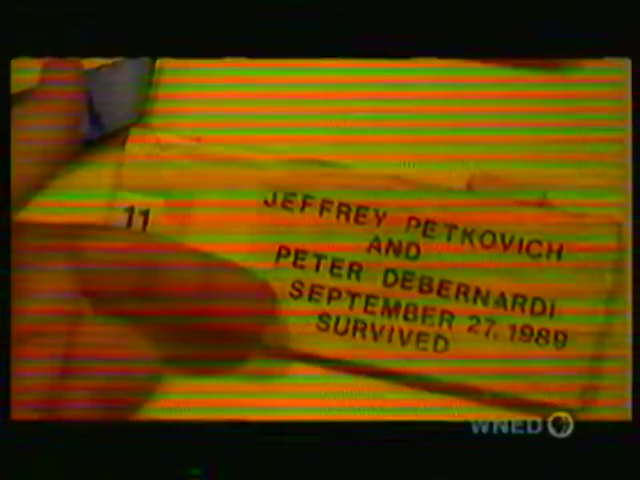 11
JEFFREY PETKOVICH
AND
PETER DEBERNARDI
SEPTEMBER 27, 1989
SURVIVED
WNED